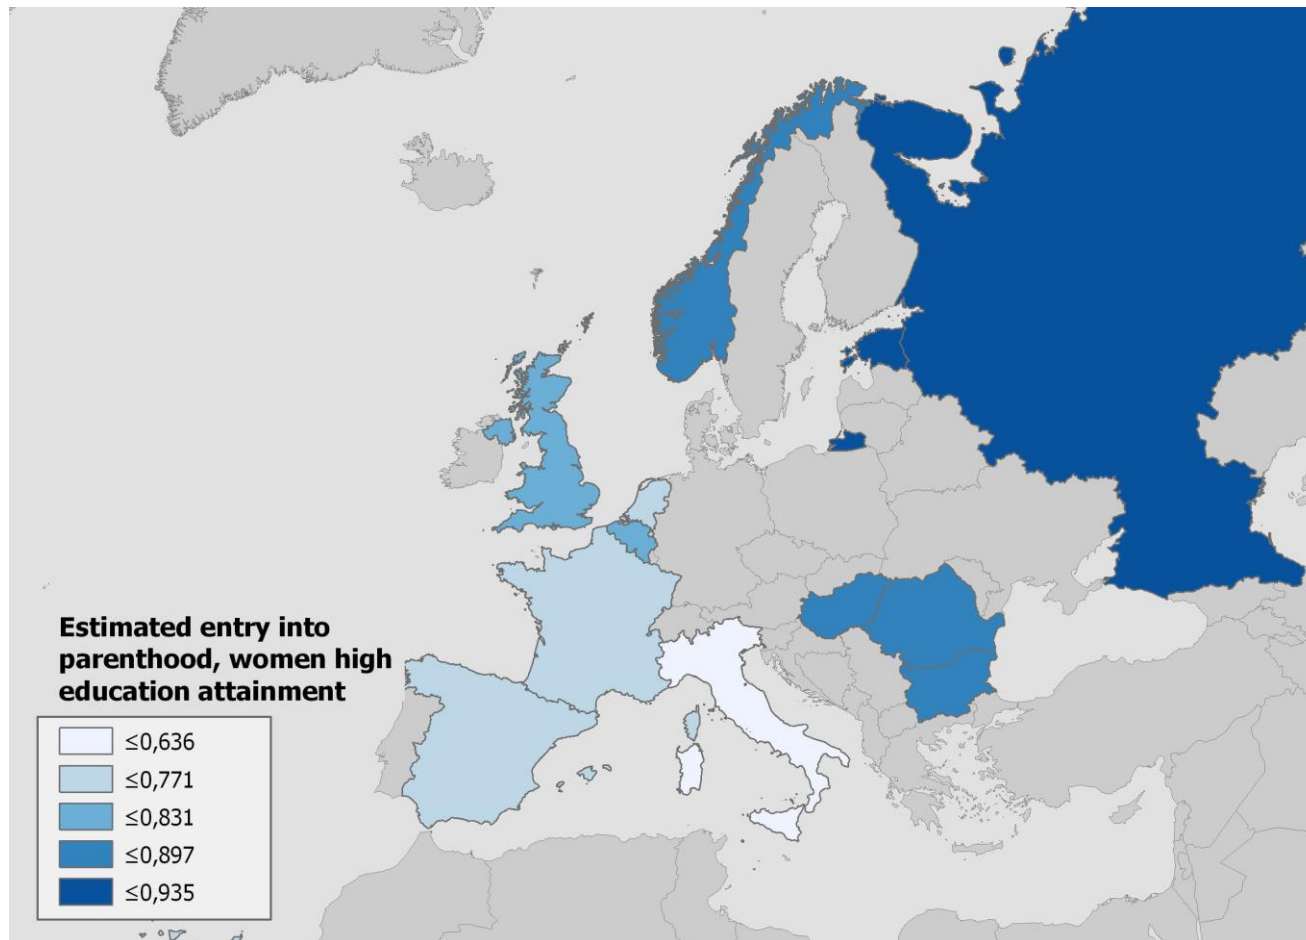 Estimated entry into
parenthood, women high
education attainment
≤0,636
≤0,771
≤0,831
≤0,897
≤0,935